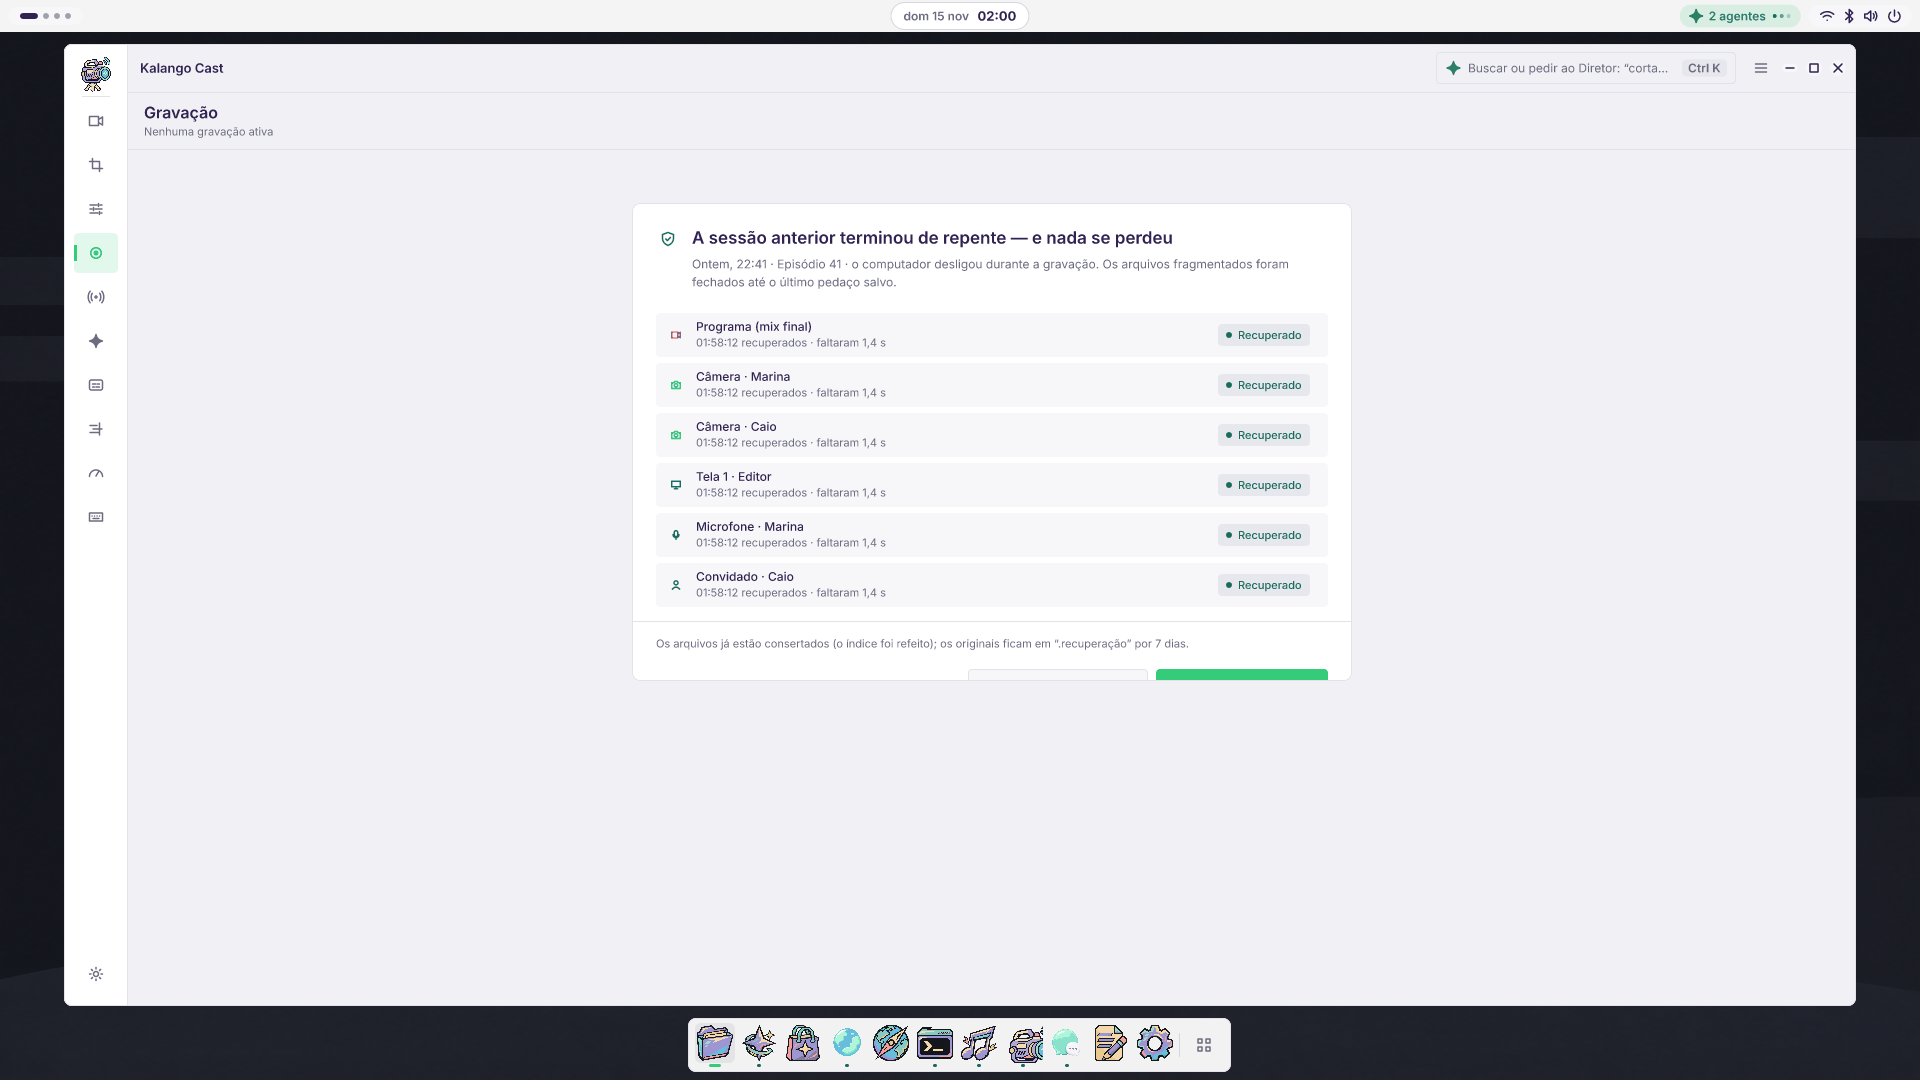 dom 15 nov 02:00
2 agentes
Kalango Cast
Buscar ou pedir ao Diretor: “corta... Ctrl K
Gravação
Nenhuma gravação ativa
A sessão anterior terminou de repente — e nada se perdeu
Ontem, 22:41 · Episódio 41 · o computador desligou durante a gravação. Os arquivos fragmentados foram
fechados até o último pedaço salvo.
Programa (mix final)
01:58:12 recuperados · faltaram 1,4 s
Recuperado
Câmera · Marina
01:58:12 recuperados · faltaram 1,4 s
Recuperado
Câmera · Caio
01:58:12 recuperados · faltaram 1,4 s
Recuperado
Tela 1 · Editor
01:58:12 recuperados · faltaram 1,4 s
Recuperado
Microfone · Marina
01:58:12 recuperados · faltaram 1,4 s
Recuperado
Convidado · Caio
01:58:12 recuperados · faltaram 1,4 s
Recuperado
Os arquivos já estão consertados (o índice foi refeito); os originais ficam em “.recuperação” por 7 dias.